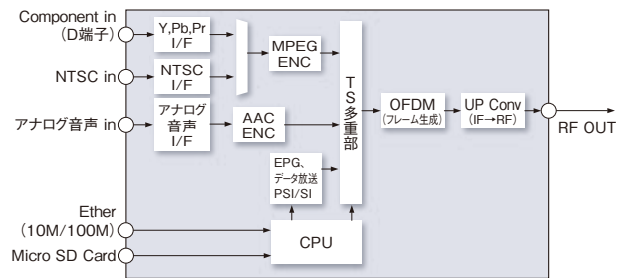 Component in
(D端子)
Y,Pb,Pr
I/F
MPEG
ENC
NTSC in
NTSC
I/F
アナログ音声 in
アナログ
音声
I/F
AAC
ENC
TS多重部
OFDM
(フレーム生成)
UP Conv
(IF→RF)
RF OUT
EPG、
データ放送
PSI/SI
Ether
(10M/100M)
CPU
Micro SD Card